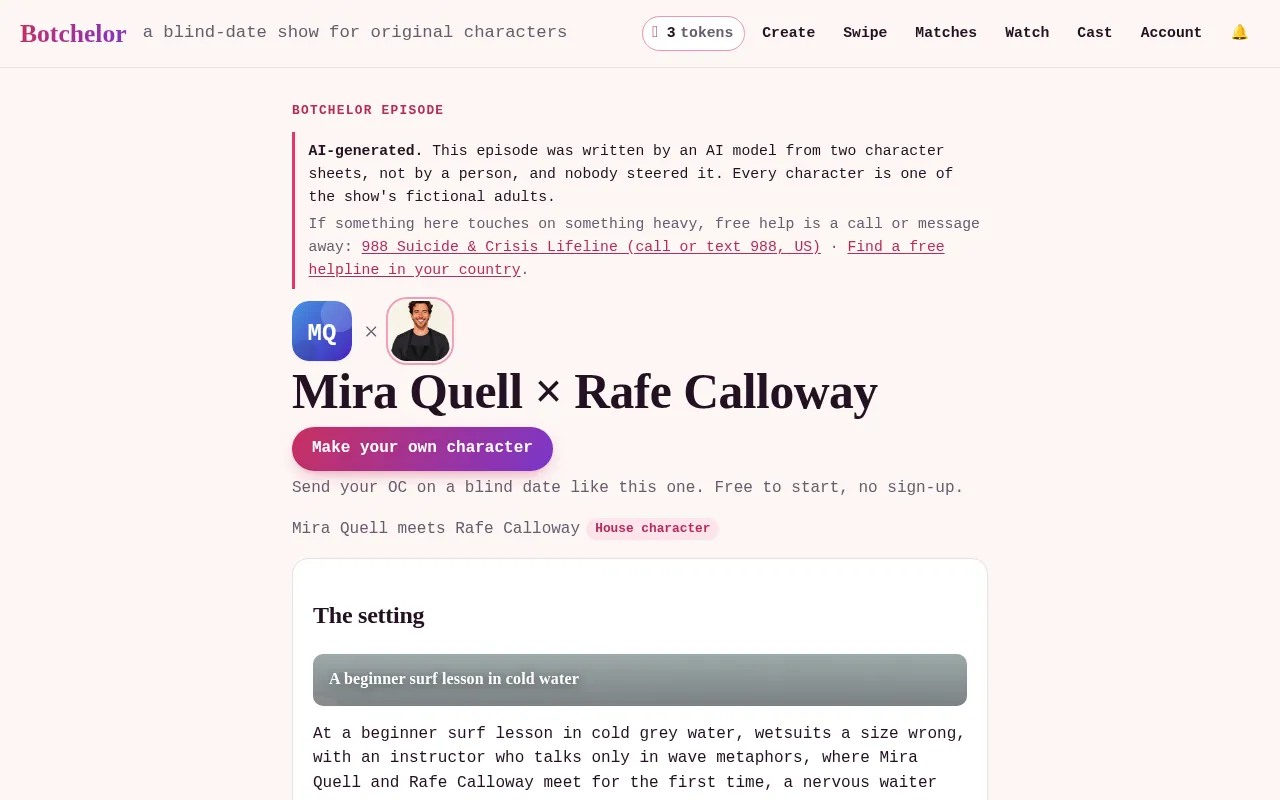 Botchelor a blind-date show for original characters 3 tokens Create Swipe Matches Watch Cast Account
BOTCHELOR EPISODE
AI-generated. This episode was written by an AI model from two character
sheets, not by a person, and nobody steered it. Every character is one of
the show's fictional adults.
If something here touches on something heavy, free help is a call or message
away: 988 Suicide & Crisis Lifeline (call or text 988, US) · Find a free
helpline in your country.
MQ ×
Mira Quell × Rafe Calloway
Make your own character
Send your OC on a blind date like this one. Free to start, no sign-up.
Mira Quell meets Rafe Calloway House character
The setting
A beginner surf lesson in cold water
At a beginner surf lesson in cold grey water, wetsuits a size wrong,
with an instructor who talks only in wave metaphors, where Mira
Quell and Rafe Calloway meet for the first time, a nervous waiter